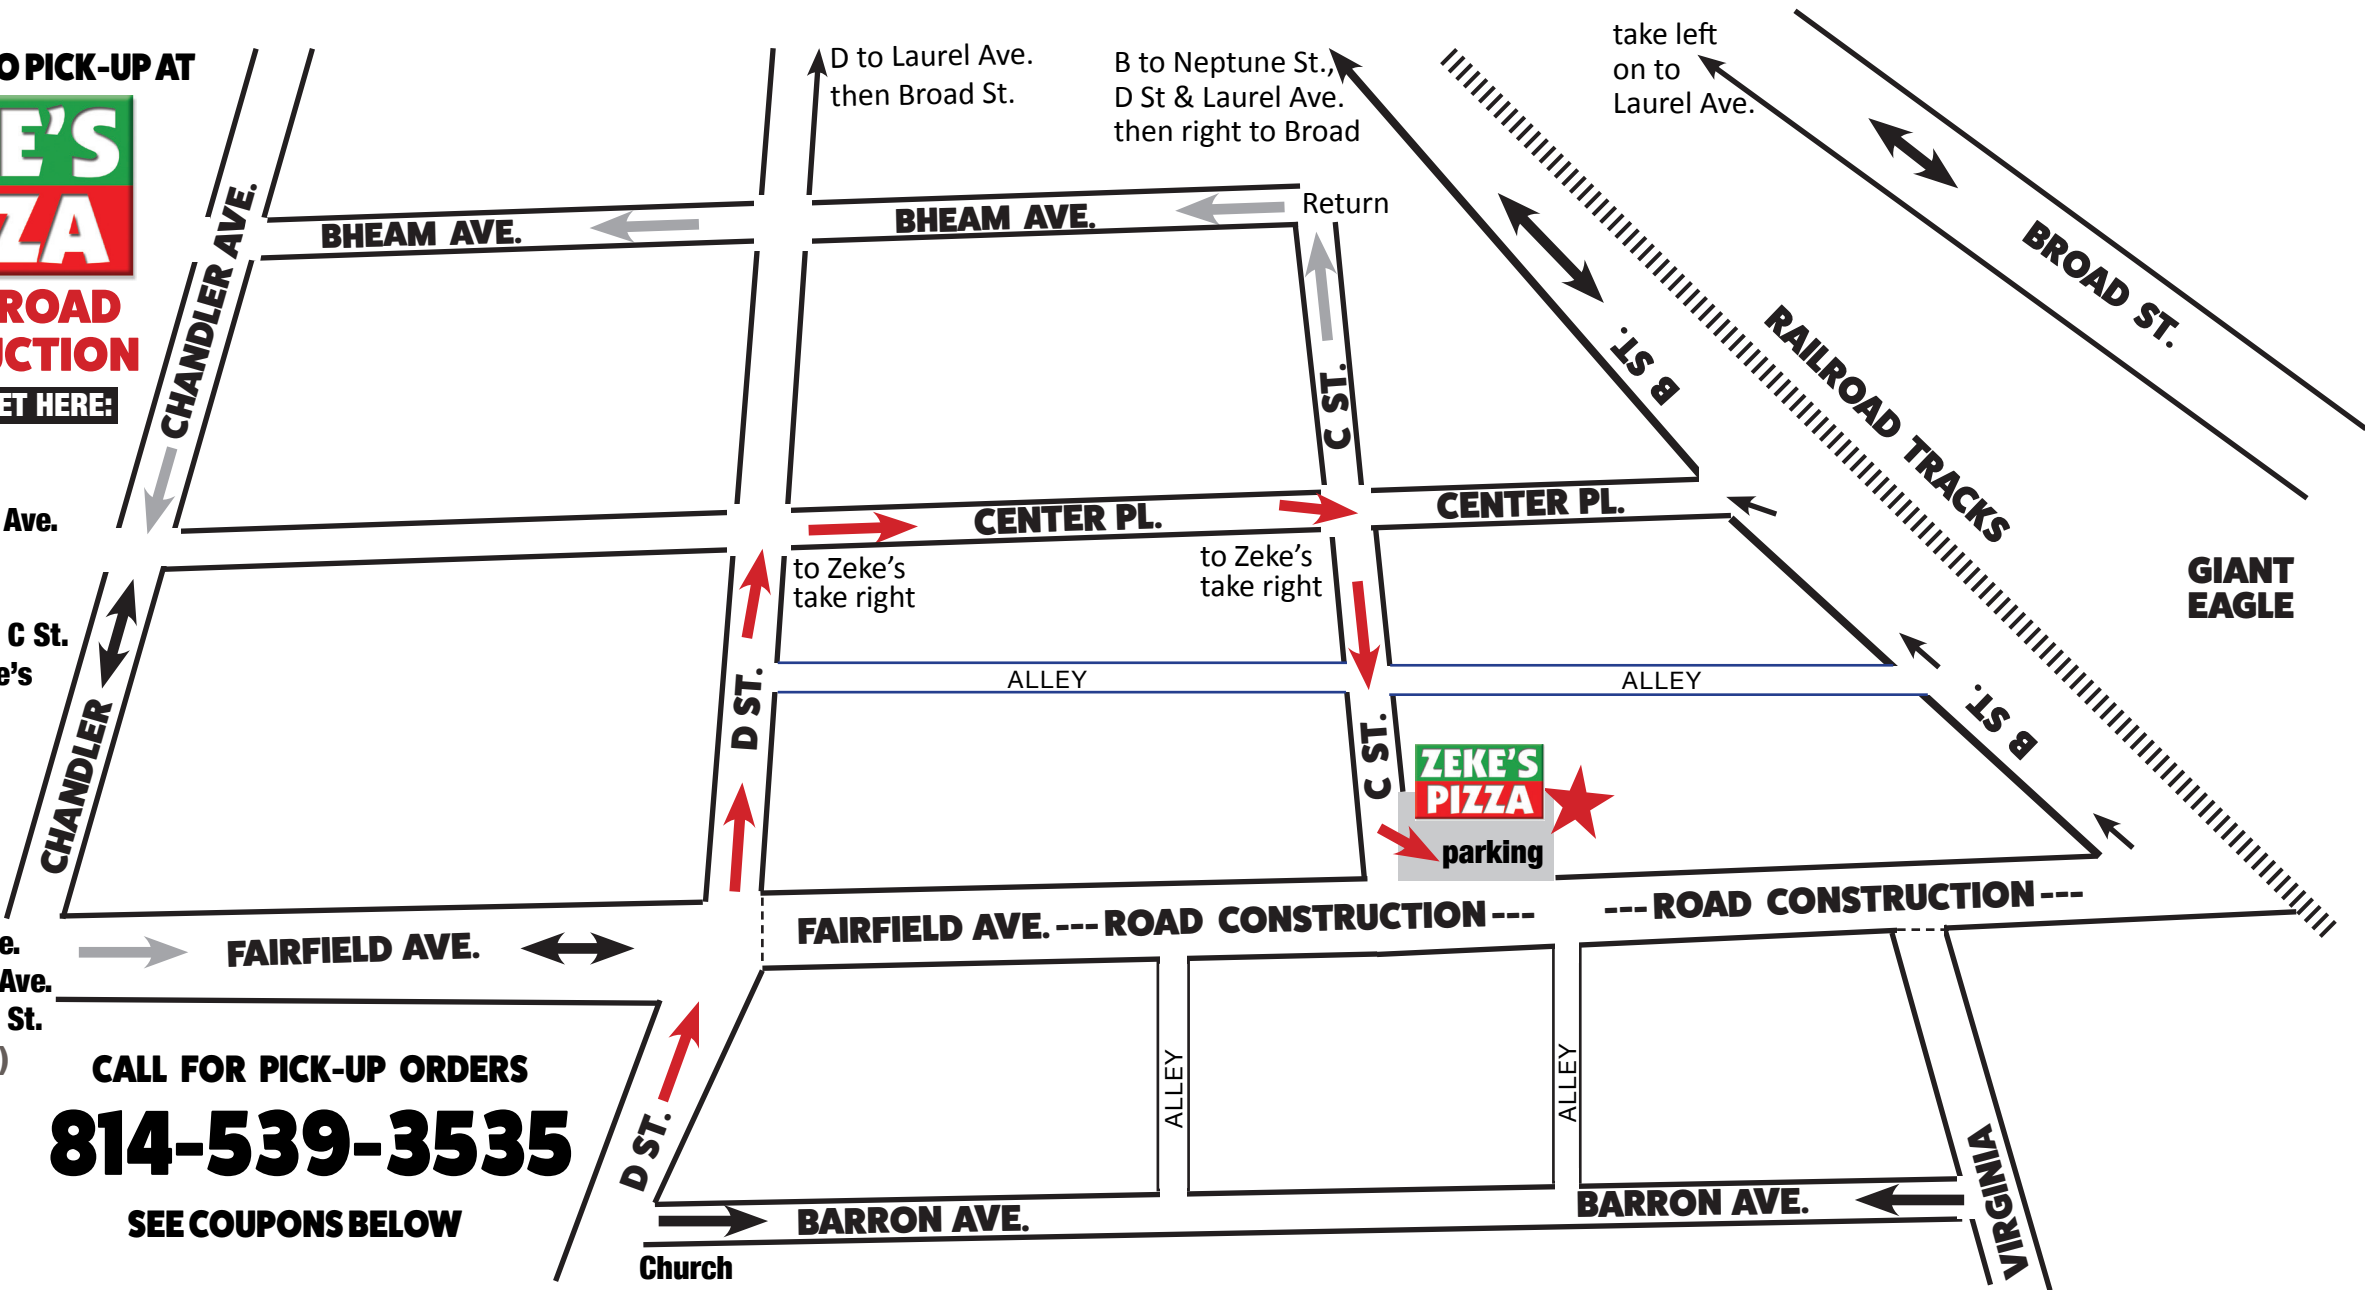 O PICK-UP AT
E'S
ZA
ROAD
UCTION
ET HERE:
Ave.
C St.
e's
e.
Ave.
St.
)
CALL FOR PICK-UP ORDERS
814-539-3535
SEE COUPONS BELOW
D to Laurel Ave.
then Broad St.
B to Neptune St.,
D St & Laurel Ave.
then right to Broad
take left
on to
Laurel Ave.
CHANDLER AVE.
BHEAM AVE.
BHEAM AVE.
Return
BROAD ST.
B ST.
RAILROAD TRACKS
C ST.
CENTER PL.
CENTER PL.
to Zeke's
take right
to Zeke's
take right
GIANT
EAGLE
CHANDLER
D ST.
ALLEY
ALLEY
B ST.
C ST.
ZEKE'S
PIZZA
parking
FAIRFIELD AVE.
FAIRFIELD AVE. --- ROAD CONSTRUCTION ---
--- ROAD CONSTRUCTION ---
ALLEY
ALLEY
D ST.
BARRON AVE.
BARRON AVE.
VIRGINIA
Church